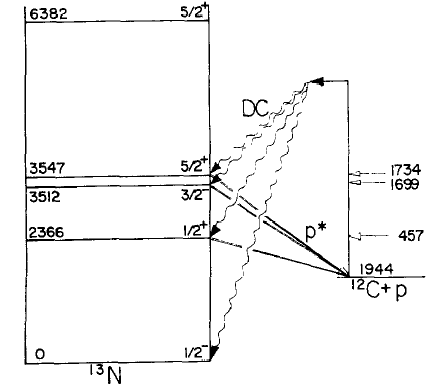 6382 5/2⁺
DC
3547 5/2⁺
3512 3/2⁻
1734
1699
2366 1/2⁺
p*
457
1944
¹²C+p
0 1/2⁻
¹³N